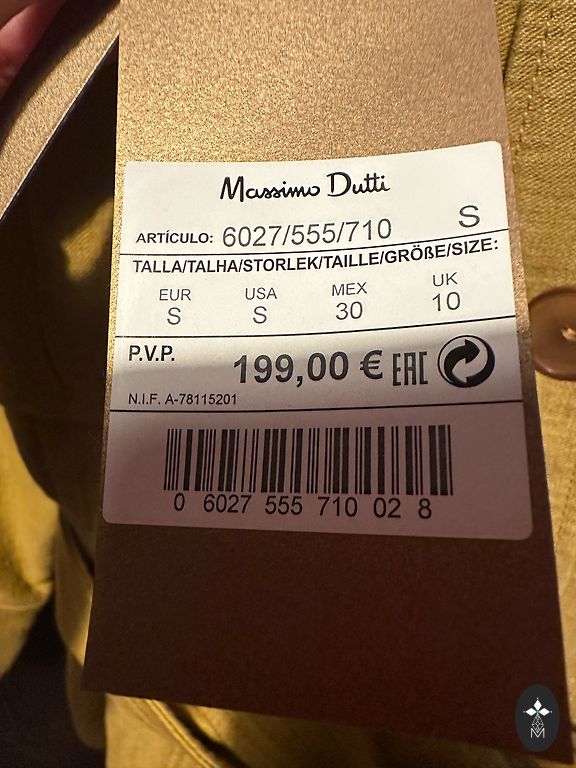 Massimo Dutti
ARTÍCULO: 6027/555/710 S
TALLA/TALHA/STORLEK/TAILLE/GRÖßE/SIZE:
EUR USA MEX UK
S S 30 10
P.V.P. 199,00 € EAC
N.I.F. A-78115201
0 6027 555 710 02 8
M